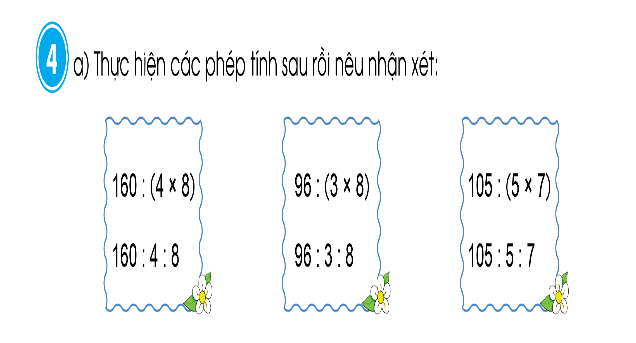 4 a) Thực hiện các phép tính sau rồi nêu nhận xét:
160 : (4 × 8)
160 : 4 : 8
96 : (3 × 8)
96 : 3 : 8
105 : (5 × 7)
105 : 5 : 7